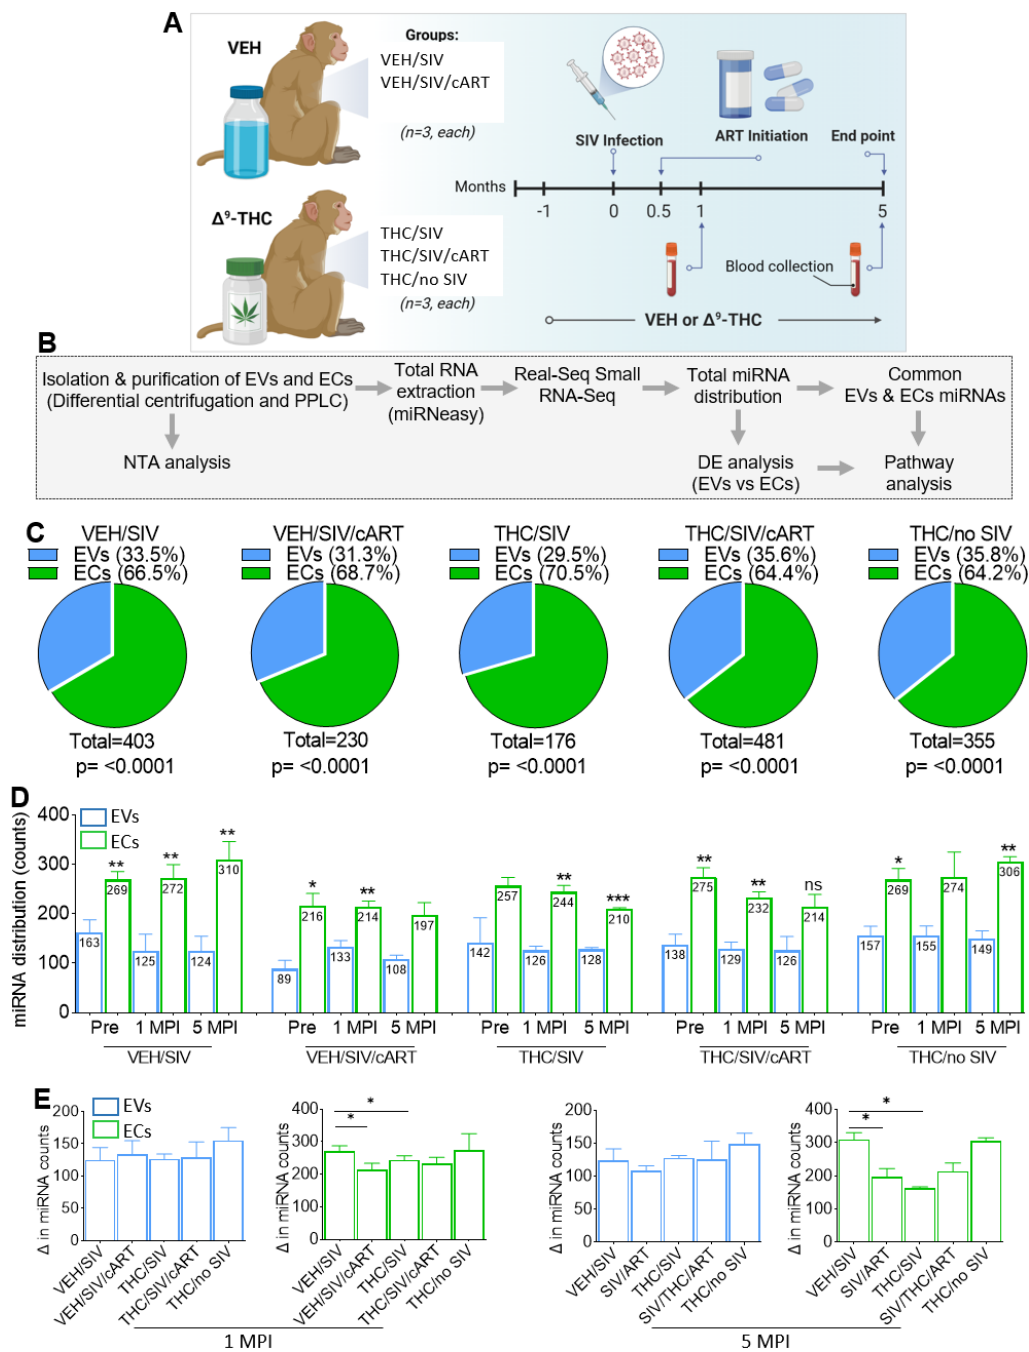 A
VEH
Groups:
VEH/SIV
VEH/SIV/cART
(n=3, each)
Δ⁹-THC
THC/SIV
THC/SIV/cART
THC/no SIV
(n=3, each)
SIV Infection
ART Initiation
End point
Months
-1 0 0.5 1 5
Blood collection
VEH or Δ⁹-THC
B
Isolation & purification of EVs and ECs
(Differential centrifugation and PPLC)
Total RNA
extraction
(miRNeasy)
Real-Seq Small
RNA-Seq
Total miRNA
distribution
Common
EVs & ECs miRNAs
NTA analysis
DE analysis
(EVs vs ECs)
Pathway
analysis
C
VEH/SIV
EVs (33.5%)
ECs (66.5%)
Total=403
p= <0.0001
VEH/SIV/cART
EVs (31.3%)
ECs (68.7%)
Total=230
p= <0.0001
THC/SIV
EVs (29.5%)
ECs (70.5%)
Total=176
p= <0.0001
THC/SIV/cART
EVs (35.6%)
ECs (64.4%)
Total=481
p= <0.0001
THC/no SIV
EVs (35.8%)
ECs (64.2%)
Total=355
p= <0.0001
D
miRNA distribution (counts)
400
300
200
100
0
EVs
ECs
163 ** 269 125 ** 272 124 ** 310
89 * 216 133 ** 214 108 197
142 257 126 ** 244 128 *** 210
138 ** 275 129 ** 232 126 ns 214
157 * 269 155 274 149 ** 306
Pre 1 MPI 5 MPI
VEH/SIV
Pre 1 MPI 5 MPI
VEH/SIV/cART
Pre 1 MPI 5 MPI
THC/SIV
Pre 1 MPI 5 MPI
THC/SIV/cART
Pre 1 MPI 5 MPI
THC/no SIV
E
EVs
ECs
Δ in miRNA counts
200
150
100
50
0
VEH/SIV
VEH/SIV/cART
THC/SIV
THC/SIV/cART
THC/no SIV
Δ in miRNA counts
400
300
200
100
0
*
*
VEH/SIV
VEH/SIV/cART
THC/SIV
THC/SIV/cART
THC/no SIV
1 MPI
Δ in miRNA counts
200
150
100
50
0
VEH/SIV
SIV/ART
THC/SIV
SIV/THC/ART
THC/no SIV
Δ in miRNA counts
400
300
200
100
0
*
*
VEH/SIV
SIV/ART
THC/SIV
SIV/THC/ART
THC/no SIV
5 MPI